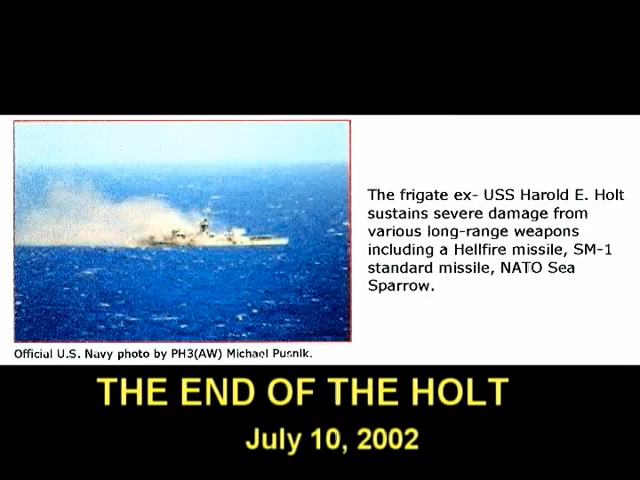 The frigate ex- USS Harold E. Holt
sustains severe damage from
various long-range weapons
including a Hellfire missile, SM-1
standard missile, NATO Sea
Sparrow.
Official U.S. Navy photo by PH3(AW) Michael Pusnik.
THE END OF THE HOLT
July 10, 2002